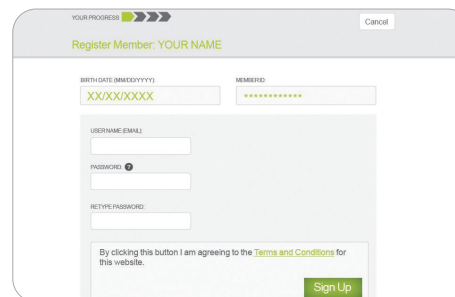 YOUR PROGRESS
Cancel
Register Member: YOUR NAME
BIRTH DATE (MM/DD/YYYY): MEMBER ID:
XX/XX/XXXX ************
USER NAME (EMAIL):
PASSWORD: ?
RETYPE PASSWORD:
By clicking this button I am agreeing to the Terms and Conditions for
this website.
Sign Up